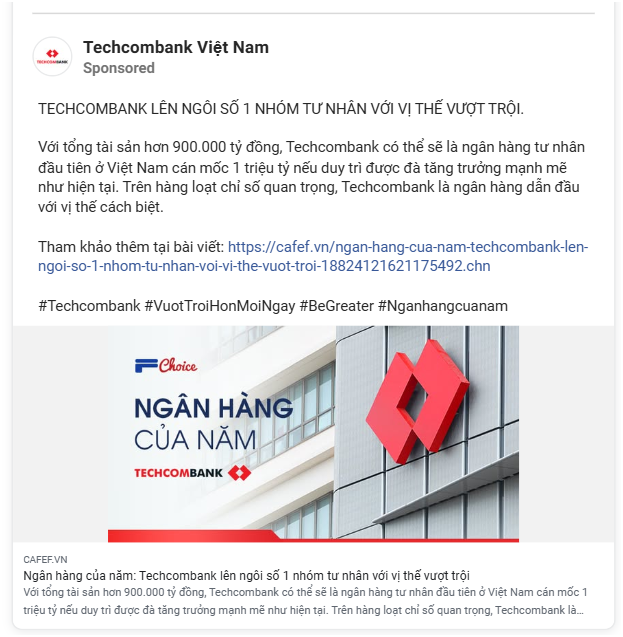 Techcombank Việt Nam
Sponsored
TECHCOMBANK LÊN NGÔI SỐ 1 NHÓM TƯ NHÂN VỚI VỊ THẾ VƯỢT TRỘI.
Với tổng tài sản hơn 900.000 tỷ đồng, Techcombank có thể sẽ là ngân hàng tư nhân
đầu tiên ở Việt Nam cán mốc 1 triệu tỷ nếu duy trì được đà tăng trưởng mạnh mẽ
như hiện tại. Trên hàng loạt chỉ số quan trọng, Techcombank là ngân hàng dẫn đầu
với vị thế cách biệt.
Tham khảo thêm tại bài viết: https://cafef.vn/ngan-hang-cua-nam-techcombank-len-
ngoi-so-1-nhom-tu-nhan-voi-vi-the-vuot-troi-18824121621175492.chn
#Techcombank #VuotTroiHonMoiNgay #BeGreater #Nganhangcuanam
F Choice
NGÂN HÀNG
CỦA NĂM
TECHCOMBANK
CAFEF.VN
Ngân hàng của năm: Techcombank lên ngôi số 1 nhóm tư nhân với vị thế vượt trội
Với tổng tài sản hơn 900.000 tỷ đồng, Techcombank có thể sẽ là ngân hàng tư nhân đầu tiên ở Việt Nam cán mốc 1
triệu tỷ nếu duy trì được đà tăng trưởng mạnh mẽ như hiện tại. Trên hàng loạt chỉ số quan trọng, Techcombank là...